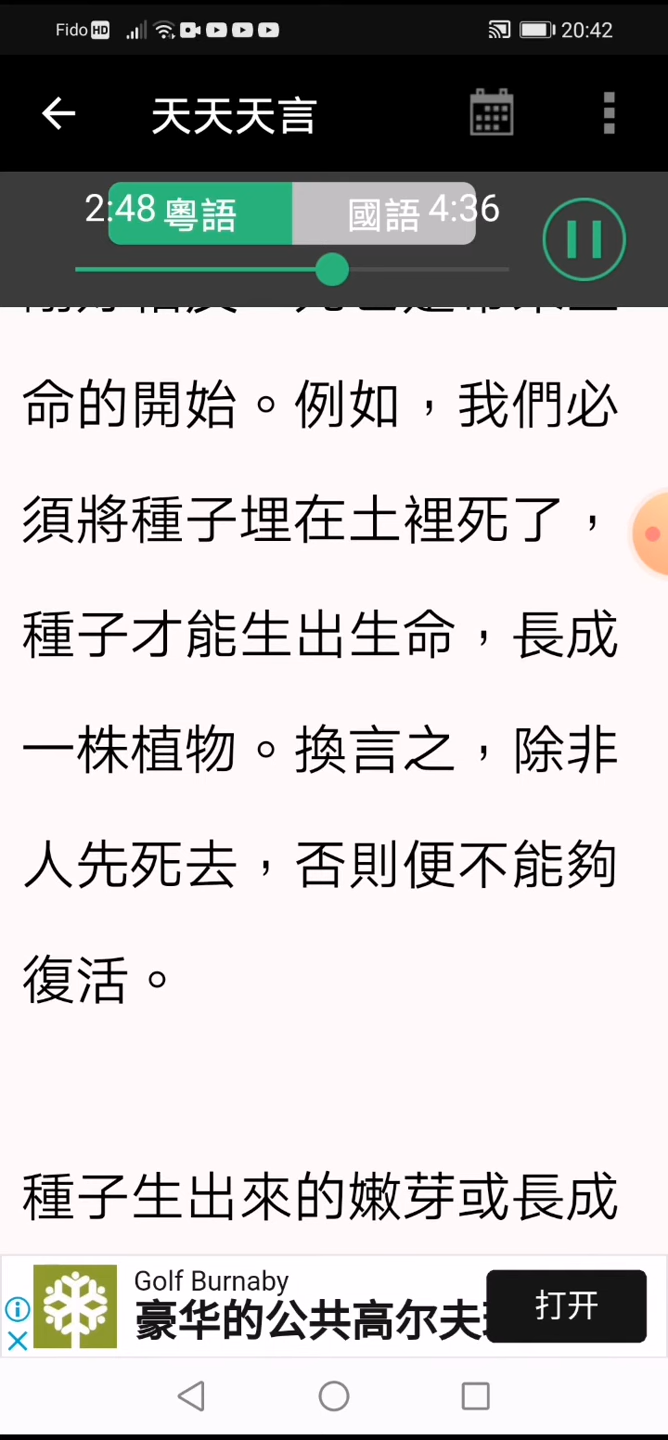 Fido HD 20:42
天天天言
2:48 粵語 國語 4:36
命的開始。例如，我們必
須將種子埋在土裡死了，
種子才能生出生命，長成
一株植物。換言之，除非
人先死去，否則便不能夠
復活。
種子生出來的嫩芽或長成
Golf Burnaby
豪华的公共高尔夫
打开